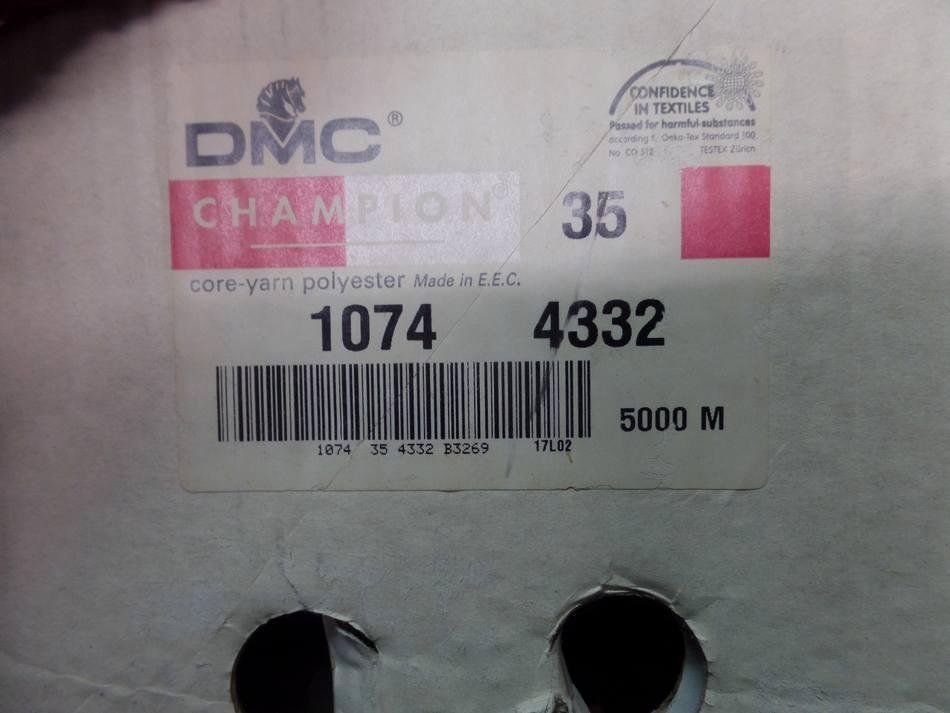 DMC®
CONFIDENCE
IN TEXTILES
Passed for harmful substances
according t. Oeko-Tex Standard 100
No. CO 512 TESTEX Zürich
CHAMPION®
35
core-yarn polyester Made in E.E.C.
1074 4332
5000 M
1074 35 4332 B3269 17L02